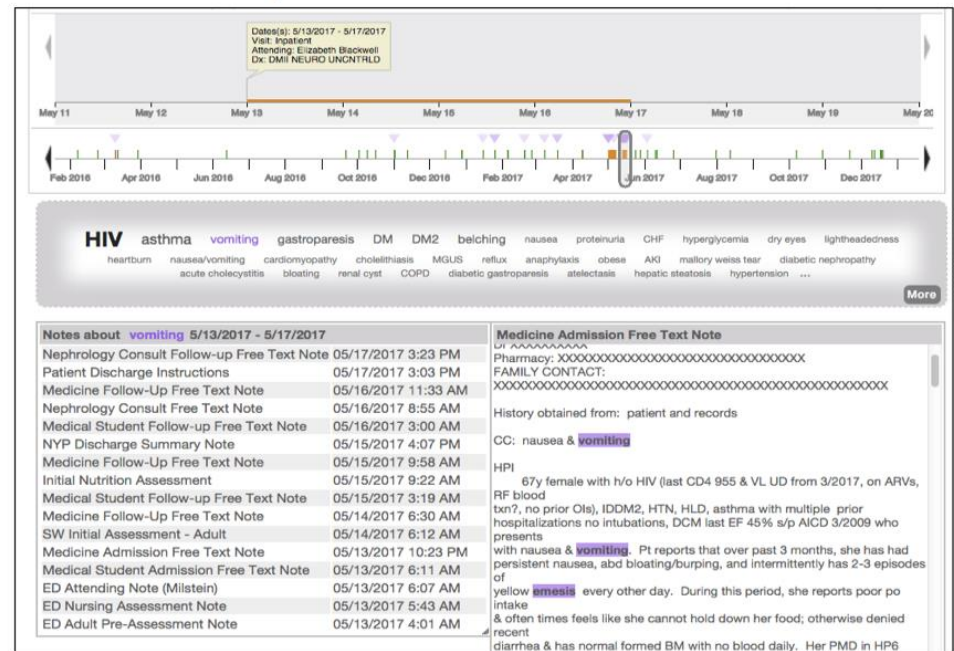 Dates(s): 5/13/2017 - 5/17/2017
Visit: Inpatient
Attending: Elizabeth Blackwell
Dx: DMII NEURO UNCNTRLD
May 11 May 12 May 13 May 14 May 15 May 16 May 17 May 18 May 19 May 20
Feb 2016 Apr 2016 Jun 2016 Aug 2016 Oct 2016 Dec 2016 Feb 2017 Apr 2017 Jun 2017 Aug 2017 Oct 2017 Dec 2017
HIV asthma vomiting gastroparesis DM DM2 belching nausea proteinuria CHF hyperglycemia dry eyes lightheadedness
heartburn nausea/vomiting cardiomyopathy cholelithiasis MGUS reflux anaphylaxis obese AKI mallory weiss tear diabetic nephropathy
acute cholecystitis bloating renal cyst COPD diabetic gastroparesis atelectasis hepatic steatosis hypertension ...
More
Notes about vomiting 5/13/2017 - 5/17/2017
Nephrology Consult Follow-up Free Text Note 05/17/2017 3:23 PM
Patient Discharge Instructions 05/17/2017 3:03 PM
Medicine Follow-Up Free Text Note 05/16/2017 11:33 AM
Nephrology Consult Free Text Note 05/16/2017 8:55 AM
Medical Student Follow-up Free Text Note 05/16/2017 3:00 AM
NYP Discharge Summary Note 05/15/2017 4:07 PM
Medicine Follow-Up Free Text Note 05/15/2017 9:58 AM
Initial Nutrition Assessment 05/15/2017 9:22 AM
Medical Student Follow-up Free Text Note 05/15/2017 3:19 AM
Medicine Follow-Up Free Text Note 05/14/2017 6:30 AM
SW Initial Assessment - Adult 05/14/2017 6:12 AM
Medicine Admission Free Text Note 05/13/2017 10:23 PM
Medical Student Admission Free Text Note 05/13/2017 6:11 AM
ED Attending Note (Milstein) 05/13/2017 6:07 AM
ED Nursing Assessment Note 05/13/2017 5:43 AM
ED Adult Pre-Assessment Note 05/13/2017 4:01 AM
Medicine Admission Free Text Note
Pharmacy: XXXXXXXXXXXXXXXXXXXXXXXXXXXXXXXXX
FAMILY CONTACT:
XXXXXXXXXXXXXXXXXXXXXXXXXXXXXXXXXXXXXXXXXXXXXXXXXXXX
History obtained from: patient and records
CC: nausea & vomiting
HPI
67y female with h/o HIV (last CD4 955 & VL UD from 3/2017, on ARVs,
RF blood
txn?, no prior OIs), IDDM2, HTN, HLD, asthma with multiple prior
hospitalizations no intubations, DCM last EF 45% s/p AICD 3/2009 who
presents
with nausea & vomiting. Pt reports that over past 3 months, she has had
persistent nausea, abd bloating/burping, and intermittently has 2-3 episodes
of
yellow emesis every other day. During this period, she reports poor po
intake
& often times feels like she cannot hold down her food; otherwise denied
recent
diarrhea & has normal formed BM with no blood daily. Her PMD in HP6